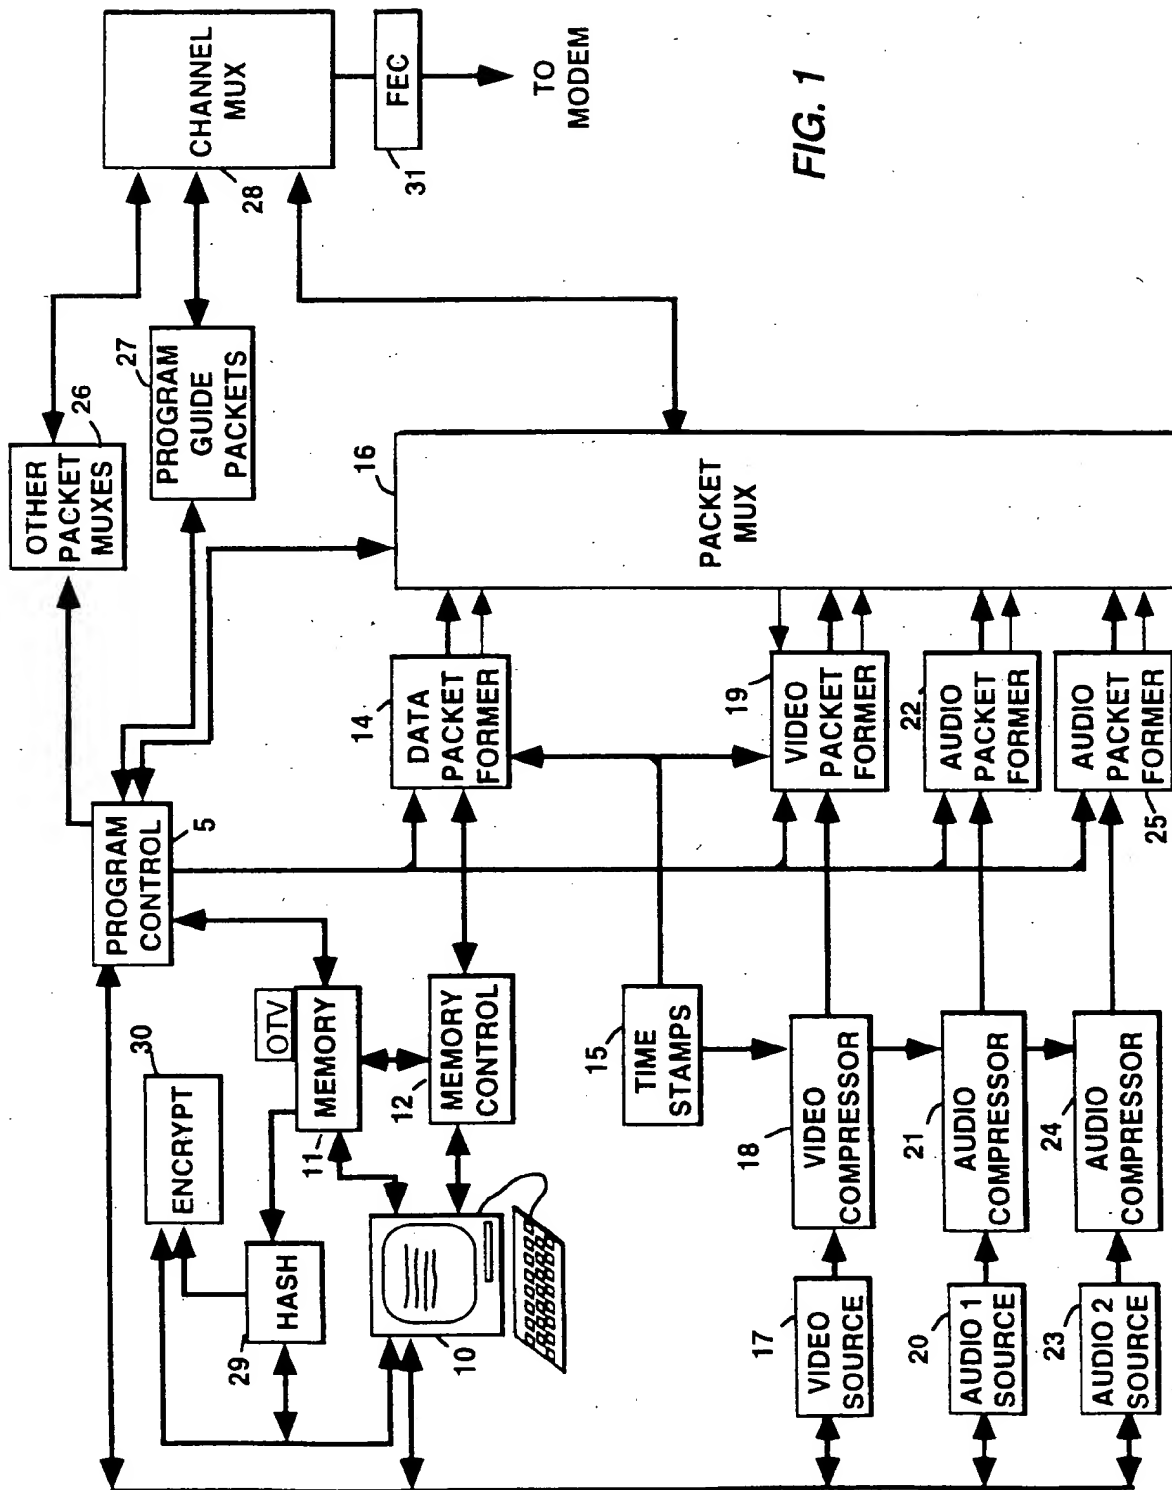 OTHER
PACKET
MUXES
26
PROGRAM
GUIDE
PACKETS
27
CHANNEL
MUX
28
FEC
31
TO
MODEM
PROGRAM
CONTROL
5
ENCRYPT
30
HASH
29
OTV
MEMORY
11
MEMORY
CONTROL
12
10
DATA
PACKET
FORMER
14
PACKET
MUX
16
TIME
STAMPS
15
VIDEO
SOURCE
17
VIDEO
COMPRESSOR
18
VIDEO
PACKET
FORMER
19
AUDIO 1
SOURCE
20
AUDIO
COMPRESSOR
21
AUDIO
PACKET
FORMER
22
AUDIO 2
SOURCE
23
AUDIO
COMPRESSOR
24
AUDIO
PACKET
FORMER
25
FIG. 1